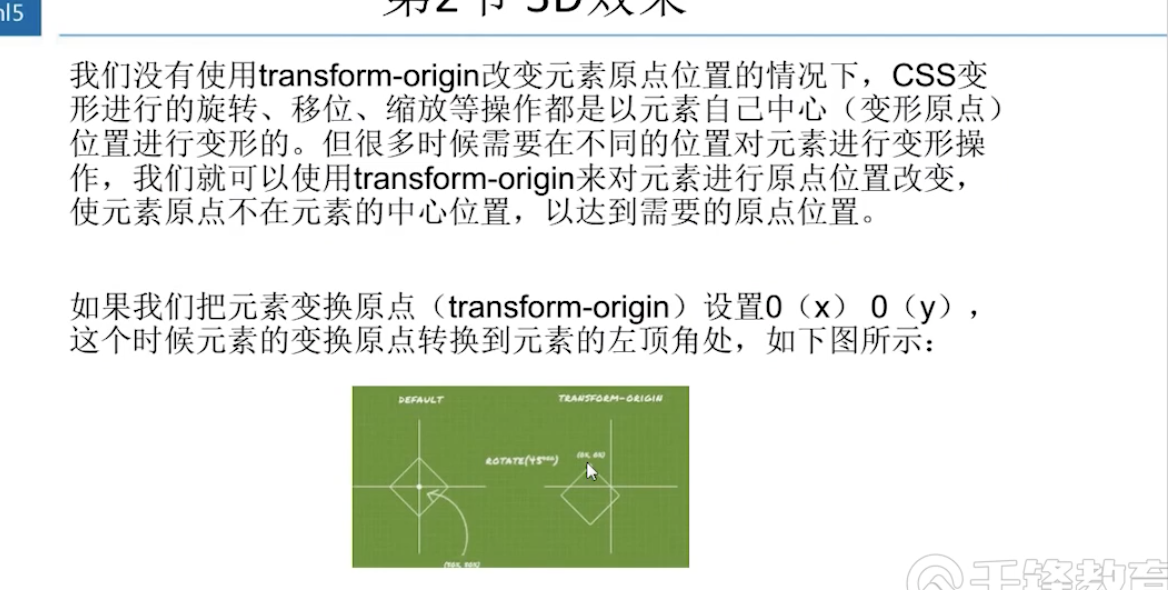 nl5
第2节 3D效果
我们没有使用transform-origin改变元素原点位置的情况下，CSS变
形进行的旋转、移位、缩放等操作都是以元素自己中心（变形原点）
位置进行变形的。但很多时候需要在不同的位置对元素进行变形操
作，我们就可以使用transform-origin来对元素进行原点位置改变，
使元素原点不在元素的中心位置，以达到需要的原点位置。
如果我们把元素变换原点（transform-origin）设置0（x） 0（y），
这个时候元素的变换原点转换到元素的左顶角处，如下图所示：
DEFAULT
TRANSFORM-ORIGIN
ROTATE(45DEG)
千锋教育